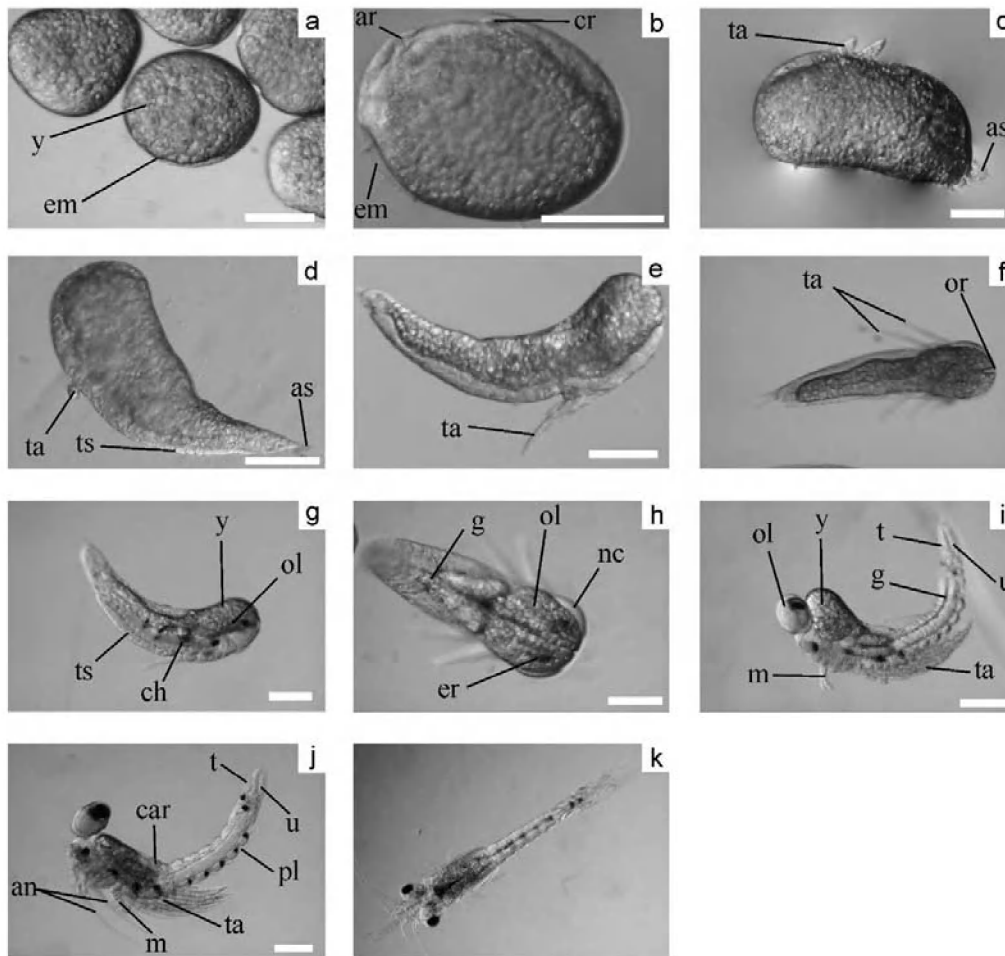 a
y
em
b
ar
cr
em
c
ta
as
d
ta
ts
as
e
ta
f
ta
or
g
y
ol
ts
ch
h
g
ol
nc
er
i
ol
y
t
g
u
m
ta
j
t
car
u
pl
an
m
ta
k